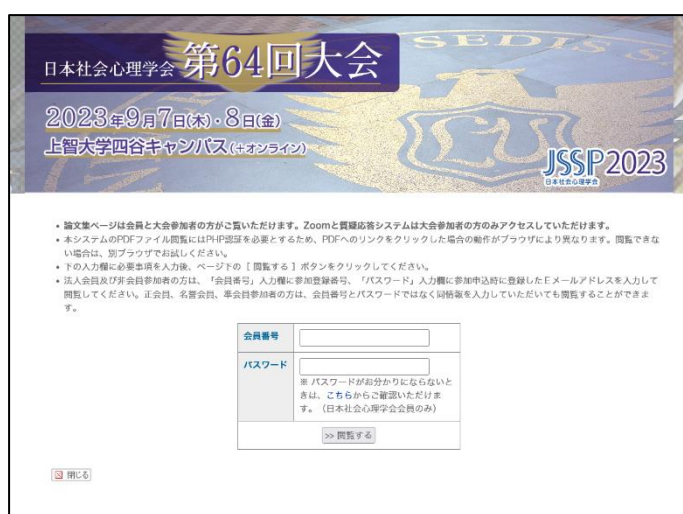 SEDIS S
日本社会心理学会 第64回大会
2023年9月7日(木)・8日(金)
上智大学四谷キャンパス(+オンライン)
JSSP2023
日本社会心理学会
• 論文集ページは会員と大会参加者の方がご覧いただけます。Zoomと質疑応答システムは大会参加者の方のみアクセスしていただけます。
• 本システムのPDFファイル閲覧にはPHP認証を必要とするため、PDFへのリンクをクリックした場合の動作がブラウザにより異なります。閲覧できな
い場合は、別ブラウザでお試しください。
• 下の入力欄に必要事項を入力後、ページ下の [ 閲覧する ] ボタンをクリックしてください。
• 法人会員及び非会員参加者の方は、「会員番号」入力欄に参加登録番号、「パスワード」入力欄に参加申込時に登録したEメールアドレスを入力して
閲覧してください。正会員、名誉会員、準会員参加者の方は、会員番号とパスワードではなく同情報を入力していただいても閲覧することができま
す。
会員番号
パスワード
※ パスワードがお分かりにならないと
きは、こちらからご確認いただけま
す。（日本社会心理学会会員のみ）
>> 閲覧する
閉じる